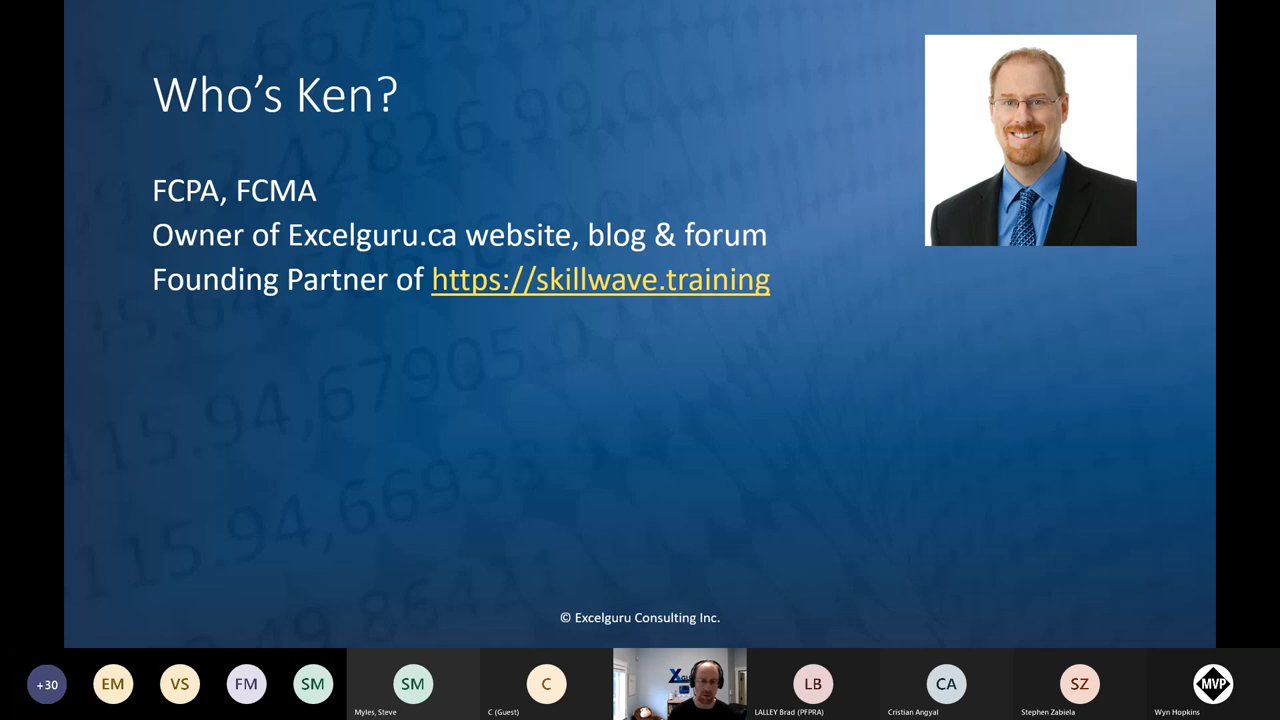 Who's Ken?
FCPA, FCMA
Owner of Excelguru.ca website, blog & forum
Founding Partner of https://skillwave.training
© Excelguru Consulting Inc.
+30
EM
VS
FM
SM
SM
C
LB
CA
SZ
MVP
Myles, Steve
C (Guest)
LALLEY Brad (PFPRA)
Cristian Angyal
Stephen Zabiela
Wyn Hopkins